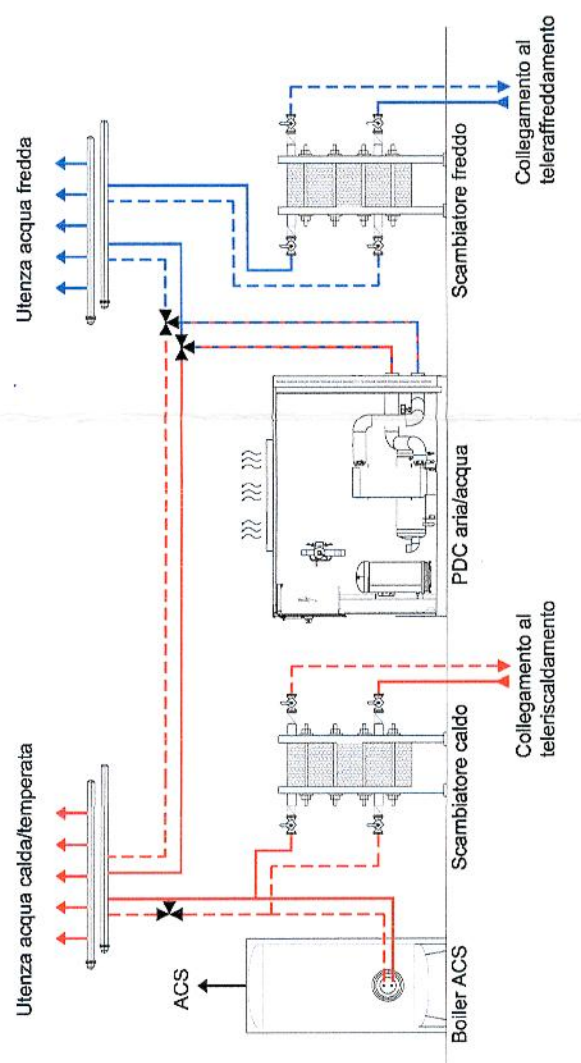 Utenza acqua calda/temperata
Utenza acqua fredda
ACS
Boiler ACS
Scambiatore caldo
PDC aria/acqua
Scambiatore freddo
Collegamento al
teleriscaldamento
Collegamento al
teleraffreddamento